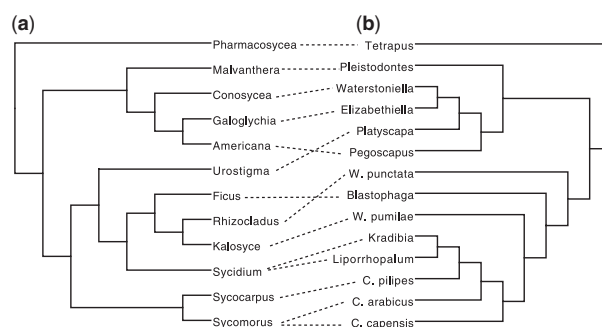 (a)
(b)
Pharmacosycea
Tetrapus
Malvanthera
Pleistodontes
Conosycea
Waterstoniella
Galoglychia
Elizabethiella
Platyscapa
Americana
Pegoscapus
Urostigma
W. punctata
Ficus
Blastophaga
Rhizocladus
W. pumilae
Kalosyce
Kradibia
Sycidium
Liporrhopalum
Sycocarpus
C. pilipes
C. arabicus
Sycomorus
C. capensis